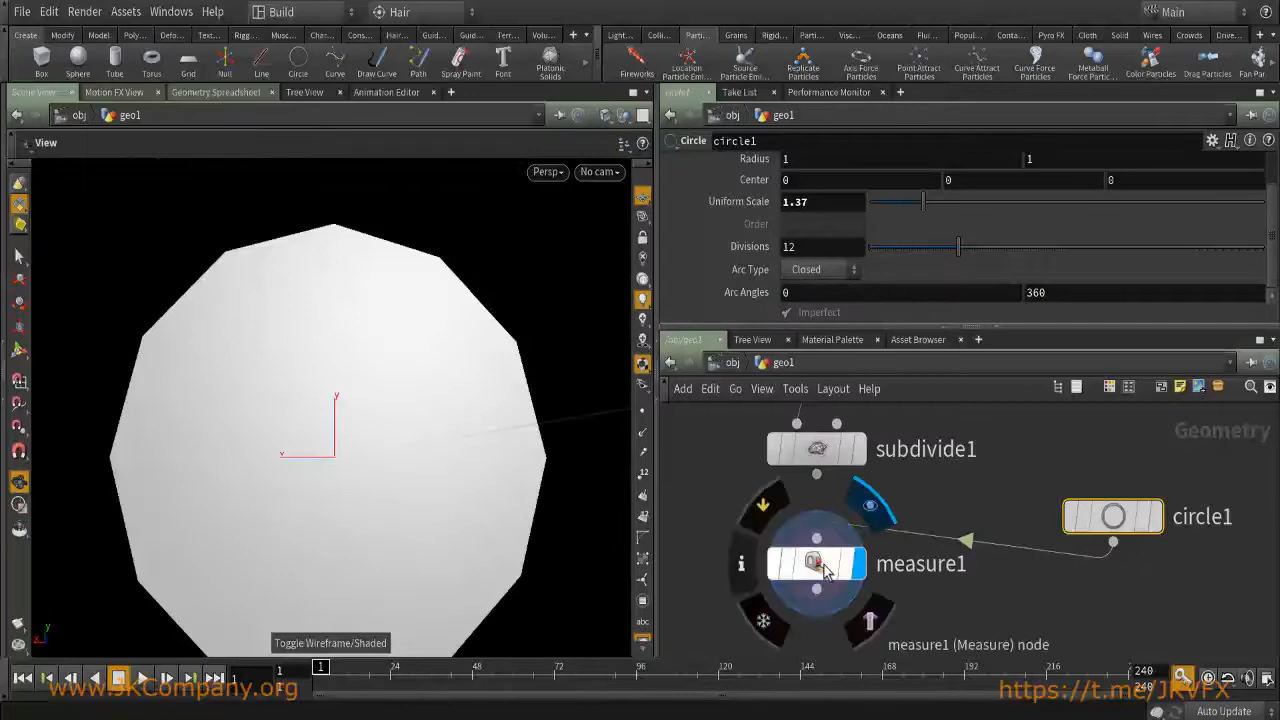 File Edit Render Assets Windows Help Build Hair Main
Create Modify Model Poly... Defo... Text... Rigg... Musc... Char... Cons... Hair... Guid... Guid... Terr... Volu... Light... Colli... Parti... Grains Rigid... Parti... Visc... Oceans Flui... Popul... Conta... Pyro FX Cloth Solid Wires Crowds Drive...
Box Sphere Tube Torus Grid Null Line Circle Curve Draw Curve Path Spray Paint Font Platonic Solids Fireworks Location Particle Emi... Source Particle Emi... Replicate Particles Axis Force Particles Point Attract Particles Curve Attract Particles Curve Force Particles Metaball Particle Forc... Color Particles Drag Particles Fan Par
Scene View Motion FX View Geometry Spreadsheet Tree View Animation Editor circle1 Take List Performance Monitor
obj geo1 obj geo1
View
Circle circle1
Persp No cam
Radius 1 1
Center 0 0 0
Uniform Scale 1.37
Order
Divisions 12
Arc Type Closed
Arc Angles 0 360
Imperfect
/obj/geo1 Tree View Material Palette Asset Browser
obj geo1
Add Edit Go View Tools Layout Help
Geometry
subdivide1
circle1
measure1
y
x
Toggle Wireframe/Shaded
measure1 (Measure) node
y
x z
1 1 1 24 48 72 96 120 144 168 192 216 240
240
www.JKCompany.org
https://t.me/JKVFX
Auto Update